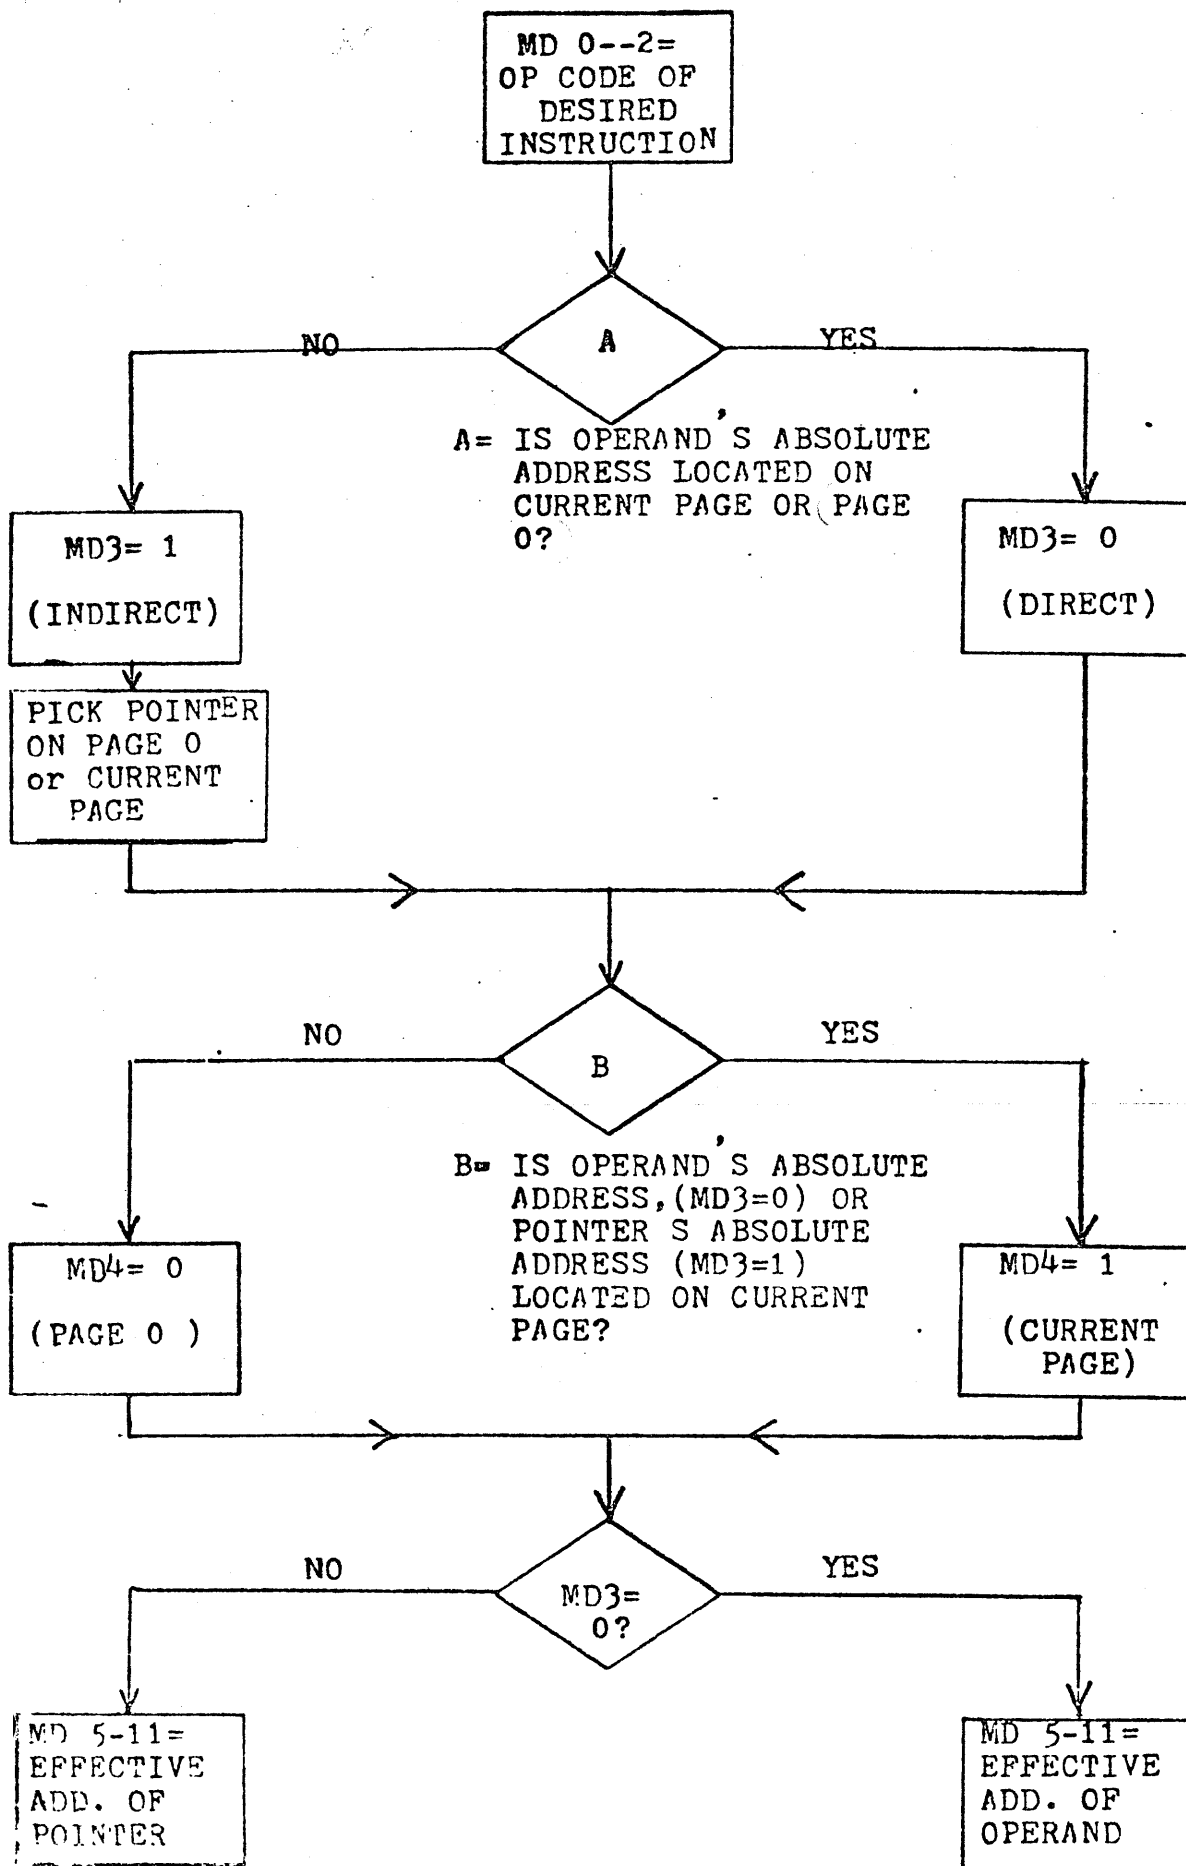 MD 0--2=
OP CODE OF
DESIRED
INSTRUCTION
A
NO
YES
A= IS OPERAND'S ABSOLUTE
ADDRESS LOCATED ON
CURRENT PAGE OR PAGE
0?
MD3= 1
(INDIRECT)
MD3= 0
(DIRECT)
PICK POINTER
ON PAGE 0
or CURRENT
PAGE
B
NO
YES
B= IS OPERAND'S ABSOLUTE
ADDRESS,(MD3=0) OR
POINTER S ABSOLUTE
ADDRESS (MD3=1)
LOCATED ON CURRENT
PAGE?
MD4= 0
(PAGE 0 )
MD4= 1
(CURRENT
PAGE)
NO
YES
MD3=
0?
MD 5-11=
EFFECTIVE
ADD. OF
POINTER
MD 5-11=
EFFECTIVE
ADD. OF
OPERAND